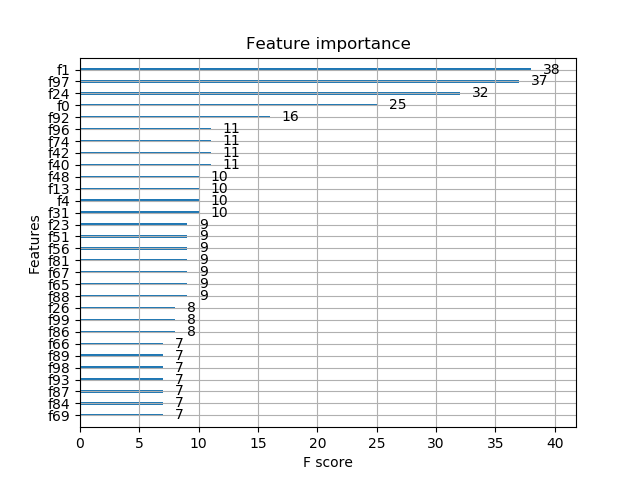 Feature importance
f1 38
f97 37
f24 32
f0 25
f92 16
f96 11
f74 11
f42 11
f40 11
f48 10
f13 10
f4 10
f31 10
f23 9
f51 9
f56 9
f81 9
f67 9
f65 9
f88 9
f26 8
f99 8
f86 8
f66 7
f89 7
f98 7
f93 7
f87 7
f84 7
f69 7
Features
0 5 10 15 20 25 30 35 40
F score